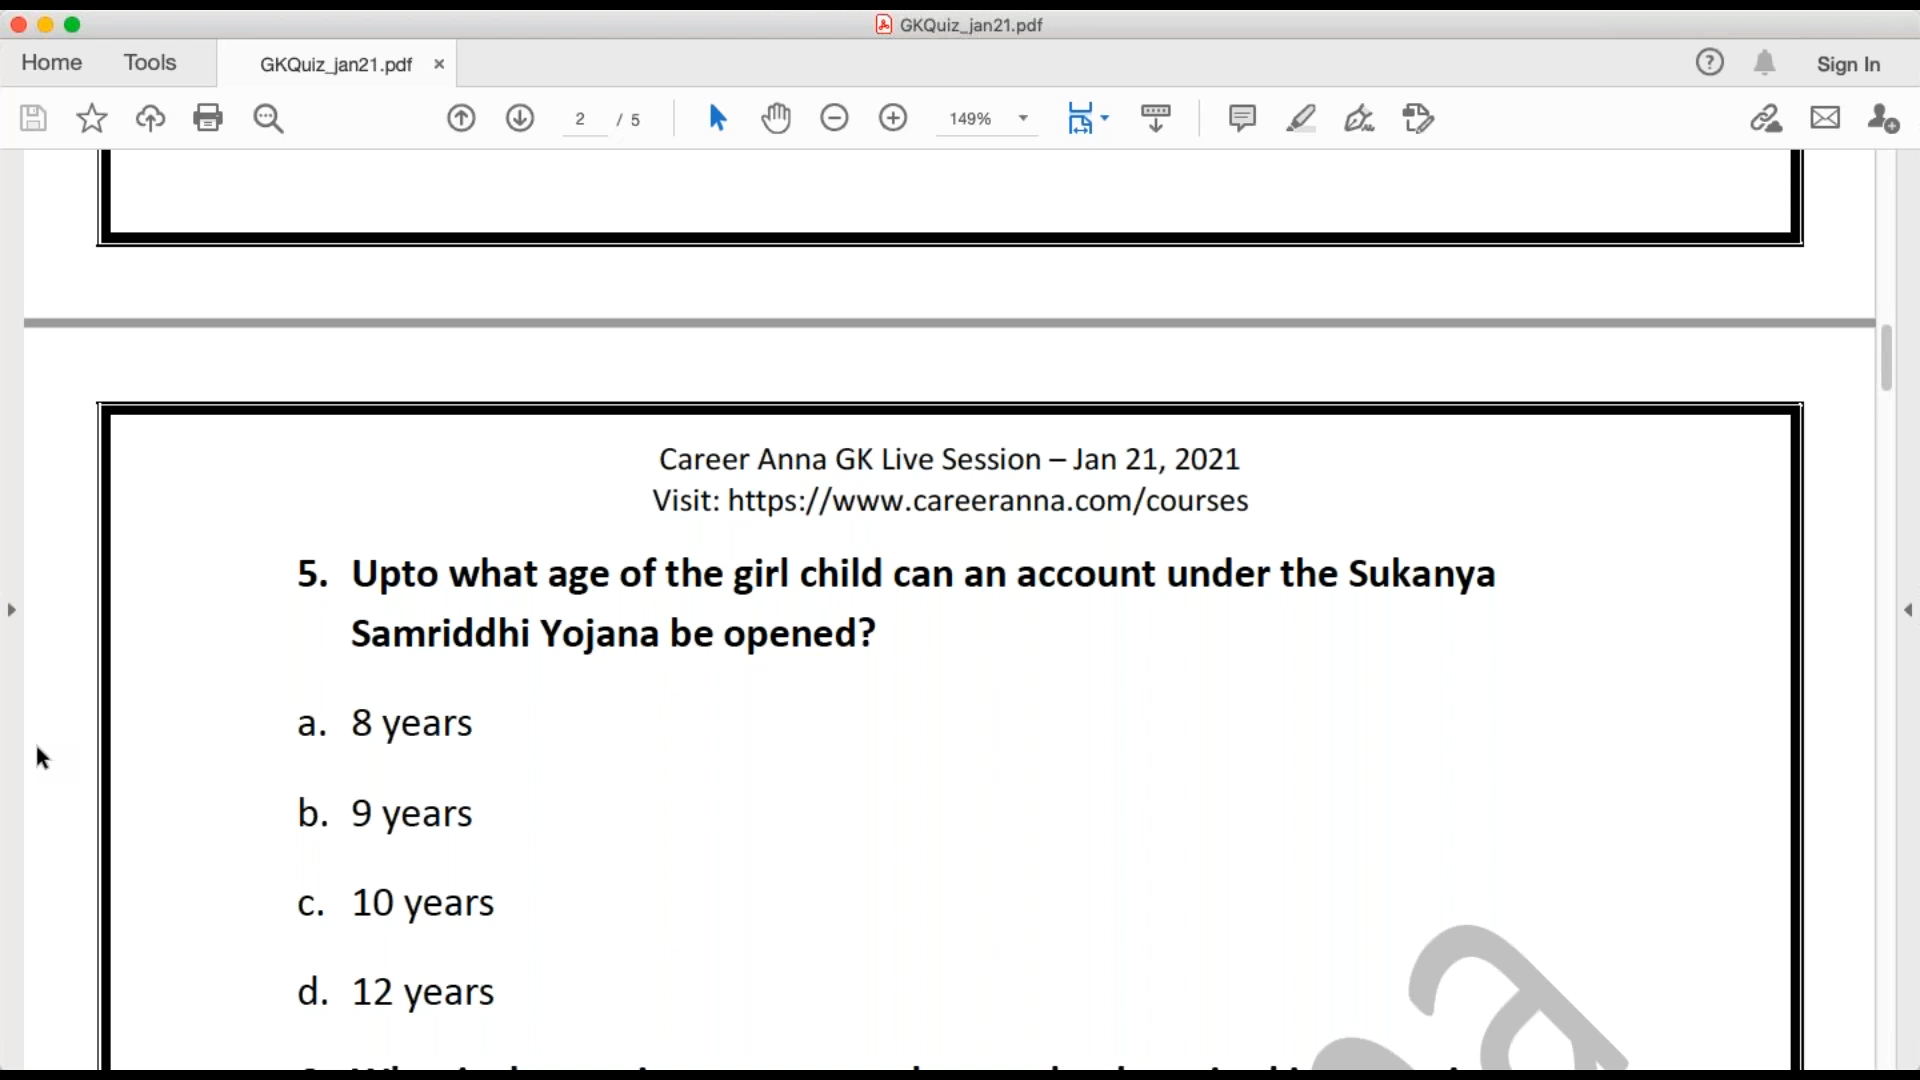 GKQuiz_jan21.pdf
Home Tools GKQuiz_jan21.pdf × ? Sign In
2 / 5 149%
Career Anna GK Live Session – Jan 21, 2021
Visit: https://www.careeranna.com/courses
5. Upto what age of the girl child can an account under the Sukanya
Samriddhi Yojana be opened?
a. 8 years
b. 9 years
c. 10 years
d. 12 years